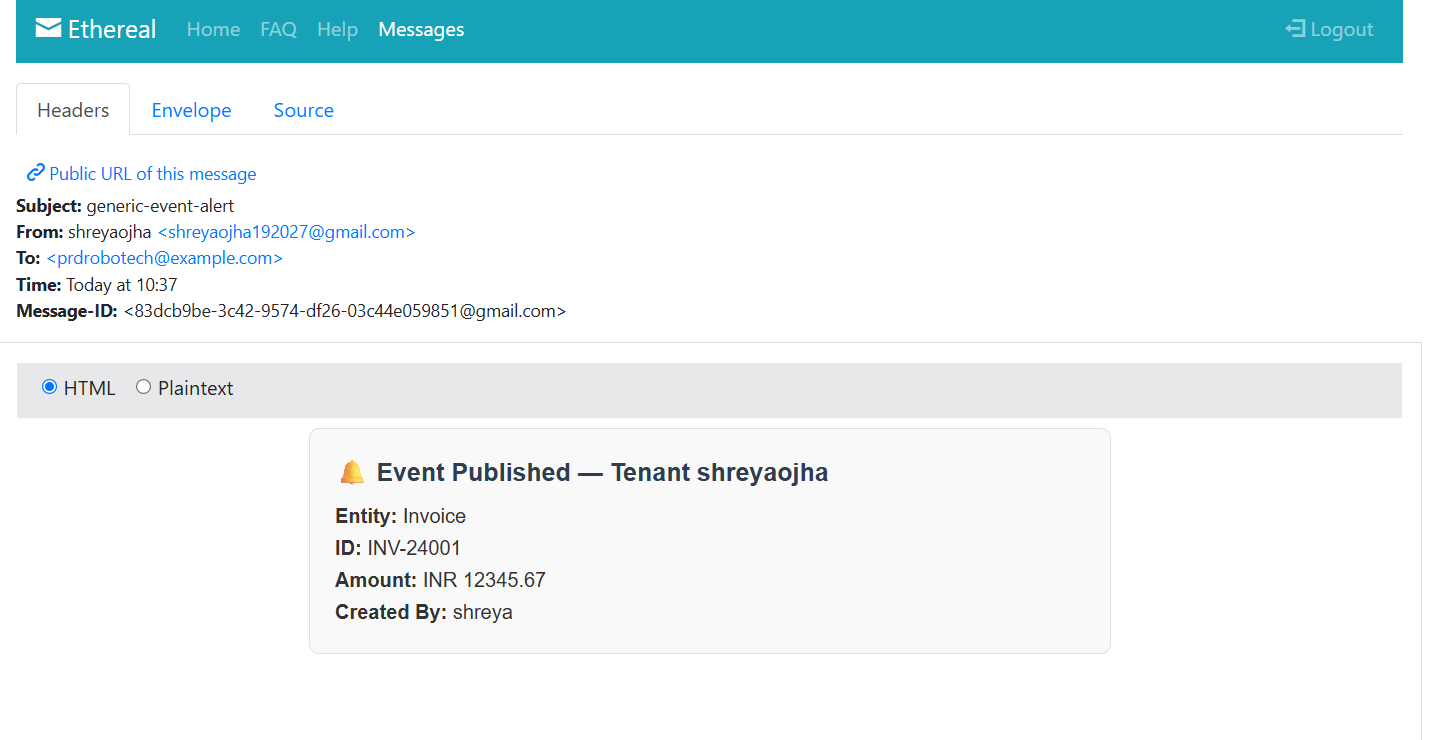 Ethereal Home FAQ Help Messages Logout
Headers Envelope Source
Public URL of this message
Subject: generic-event-alert
From: shreyaojha <shreyaojha192027@gmail.com>
To: <prdrobotech@example.com>
Time: Today at 10:37
Message-ID: <83dcb9be-3c42-9574-df26-03c44e059851@gmail.com>
HTML Plaintext
🔔 Event Published — Tenant shreyaojha
Entity: Invoice
ID: INV-24001
Amount: INR 12345.67
Created By: shreya